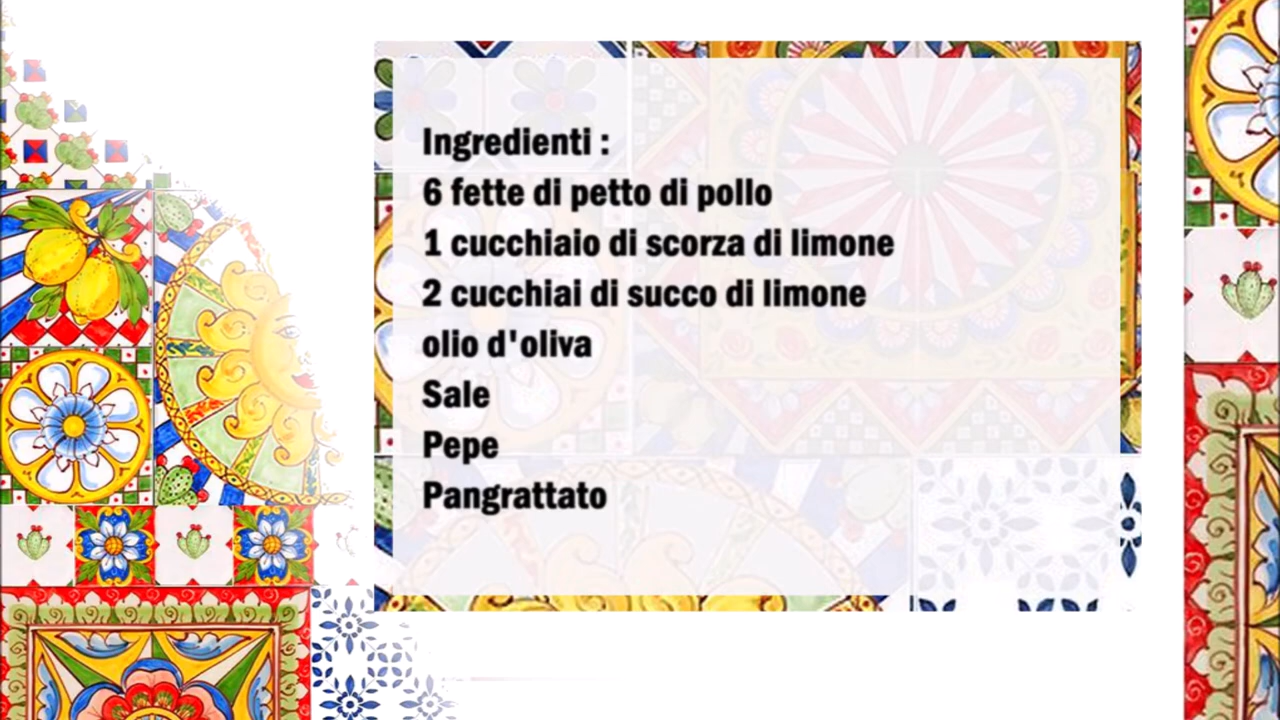 Ingredienti :
6 fette di petto di pollo
1 cucchiaio di scorza di limone
2 cucchiai di succo di limone
olio d'oliva
Sale
Pepe
Pangrattato